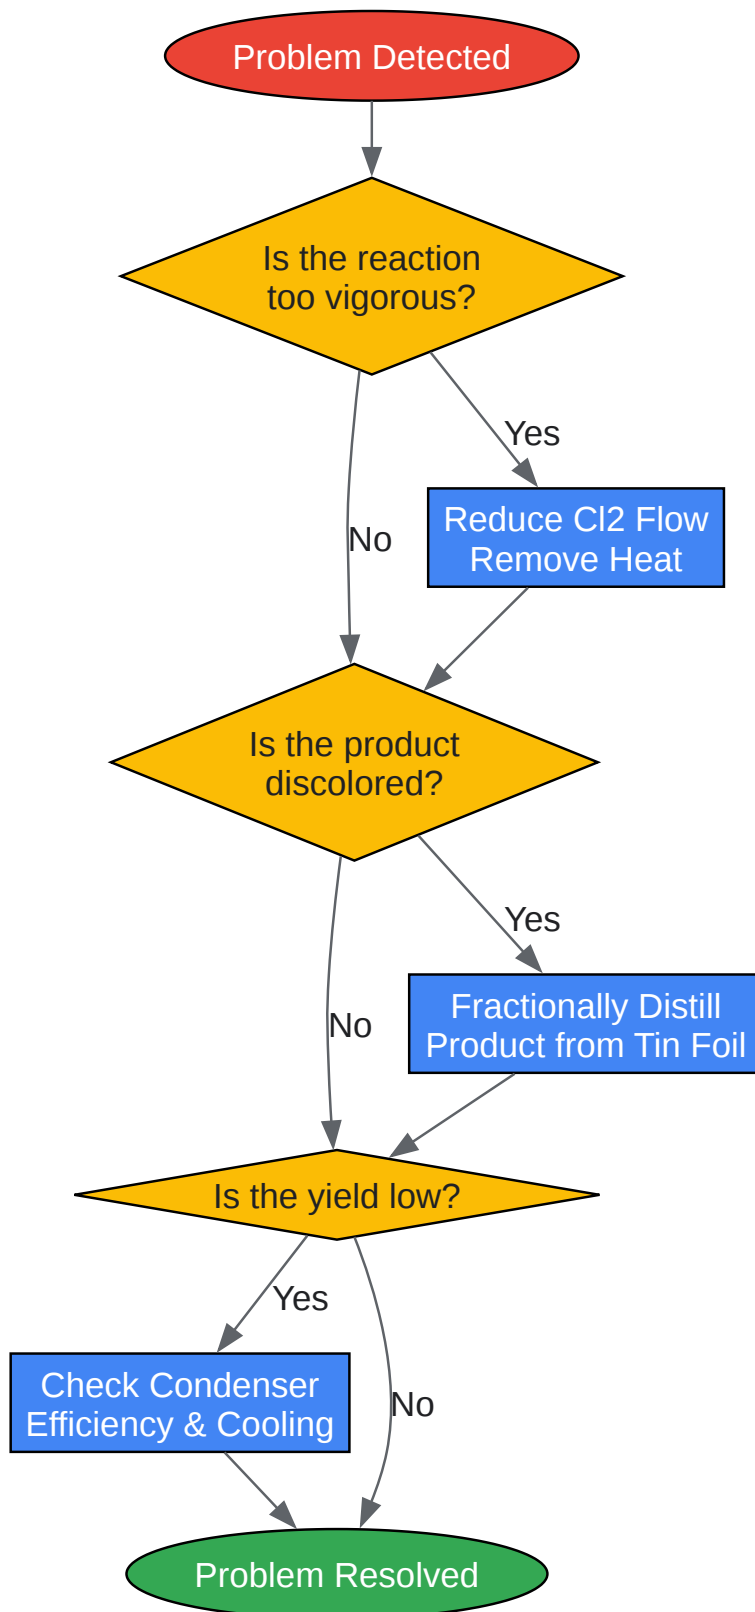 Problem Detected
Is the reaction
too vigorous?
Yes
Reduce Cl2 Flow
Remove Heat
No
Is the product
discolored?
Yes
Fractionally Distill
Product from Tin Foil
No
Is the yield low?
Yes
Check Condenser
Efficiency & Cooling
No
Problem Resolved